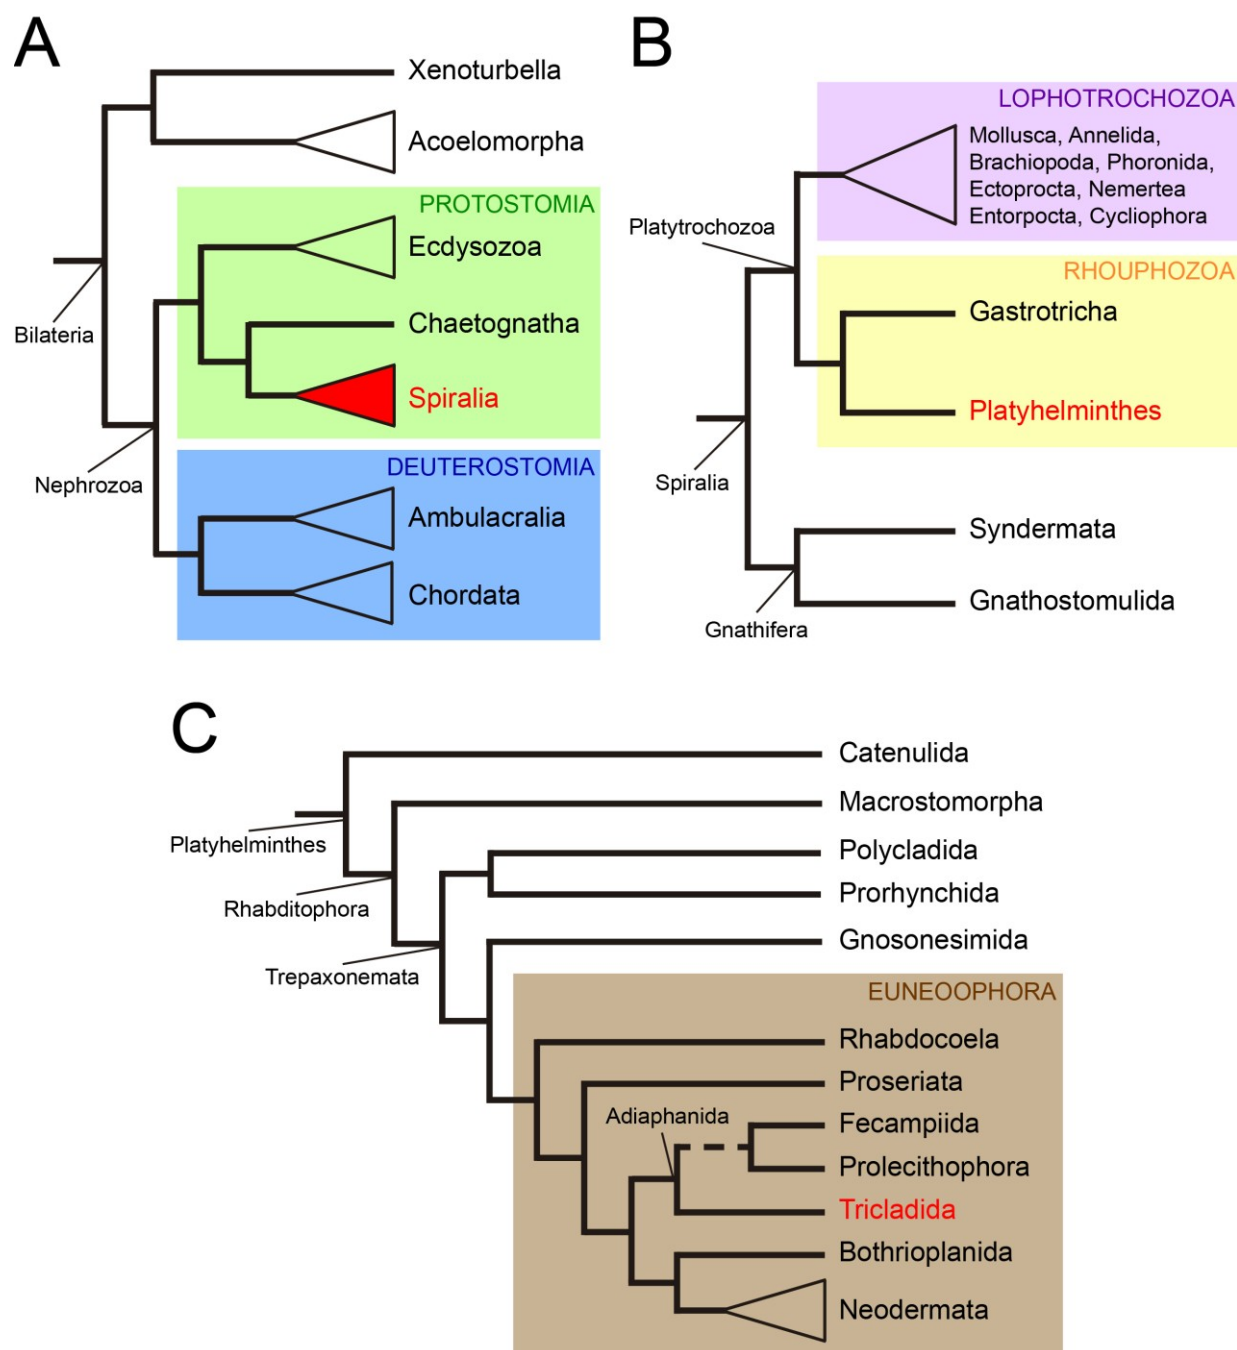 A
Xenoturbella
Acoelomorpha
PROTOSTOMIA
Ecdysozoa
Chaetognatha
Bilateria
Spiralia
DEUTEROSTOMIA
Nephrozoa
Ambulacralia
Chordata
B
LOPHOTROCHOZOA
Mollusca, Annelida,
Brachiopoda, Phoronida,
Ectoprocta, Nemertea
Entorpocta, Cycliophora
Platytrochozoa
RHOUPHOZOA
Gastrotricha
Platyhelminthes
Spiralia
Syndermata
Gnathostomulida
Gnathifera
C
Catenulida
Macrostomorpha
Platyhelminthes
Polycladida
Prorhynchida
Rhabditophora
Gnosonesimida
Trepaxonemata
EUNEOOPHORA
Rhabdocoela
Proseriata
Adiaphanida
Fecampiida
Prolecithophora
Tricladida
Bothrioplanida
Neodermata